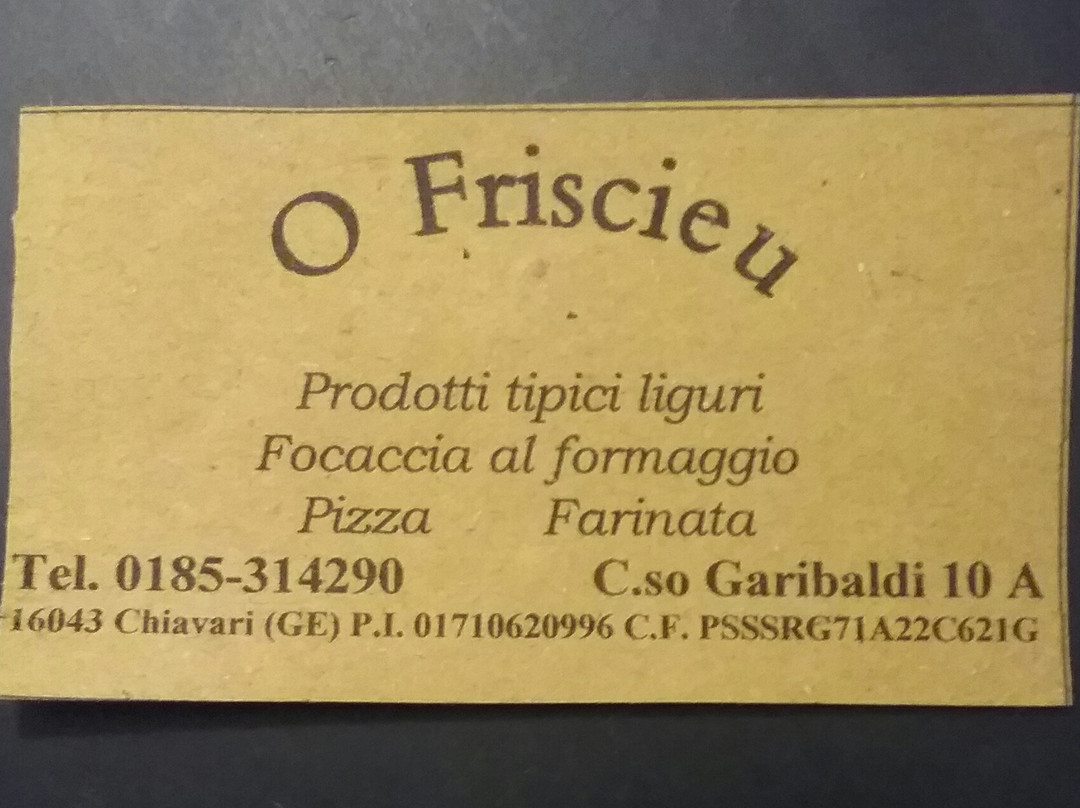 O Friscieu
Prodotti tipici liguri
Focaccia al formaggio
Pizza Farinata
Tel. 0185-314290 C.so Garibaldi 10 A
16043 Chiavari (GE) P.I. 01710620996 C.F. PSSSRG71A22C621G